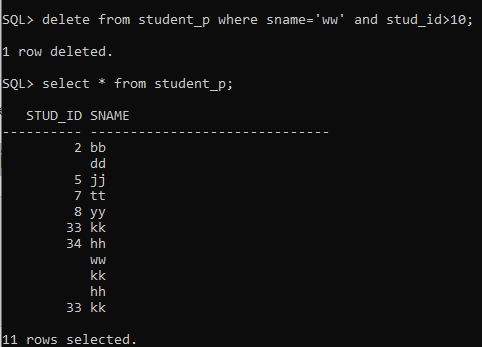 SQL> delete from student_p where sname='ww' and stud_id>10;
1 row deleted.
SQL> select * from student_p;
STUD_ID SNAME
---------- ------------------------------
2 bb
dd
5 jj
7 tt
8 yy
33 kk
34 hh
ww
kk
hh
33 kk
11 rows selected.